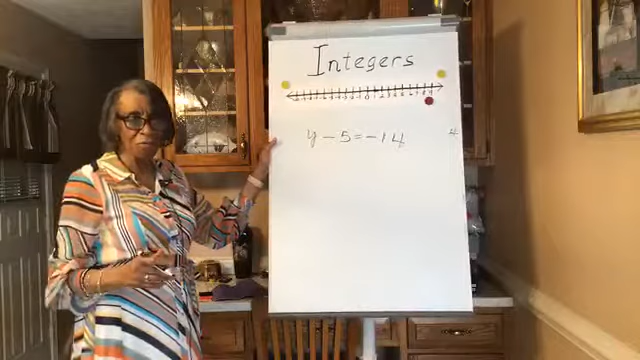 Integers
y - 5 = -14